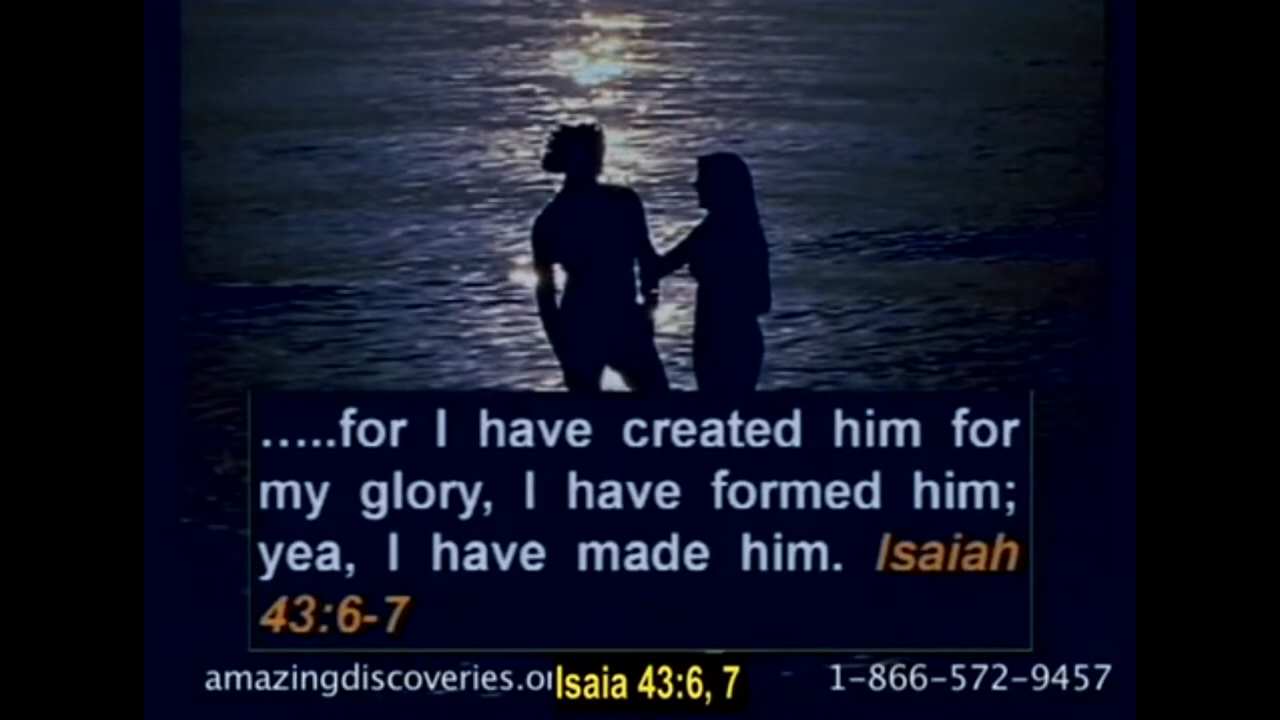 .....for I have created him for
my glory, I have formed him;
yea, I have made him. Isaiah
43:6-7
amazingdiscoveries.or Isaia 43:6, 7 1-866-572-9457